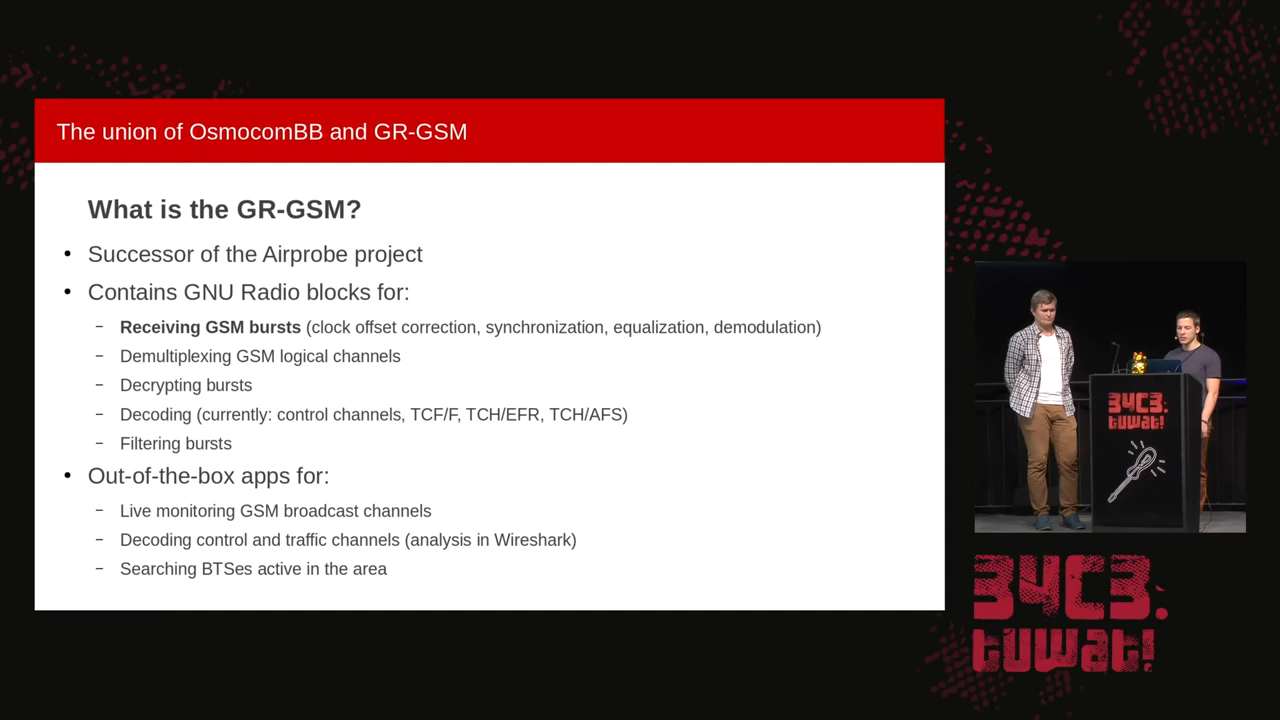 The union of OsmocomBB and GR-GSM
What is the GR-GSM?
• Successor of the Airprobe project
• Contains GNU Radio blocks for:
– Receiving GSM bursts (clock offset correction, synchronization, equalization, demodulation)
– Demultiplexing GSM logical channels
– Decrypting bursts
– Decoding (currently: control channels, TCF/F, TCH/EFR, TCH/AFS)
– Filtering bursts
• Out-of-the-box apps for:
– Live monitoring GSM broadcast channels
– Decoding control and traffic channels (analysis in Wireshark)
– Searching BTSes active in the area
34C3.
tuwat!
34C3.
tuwat!